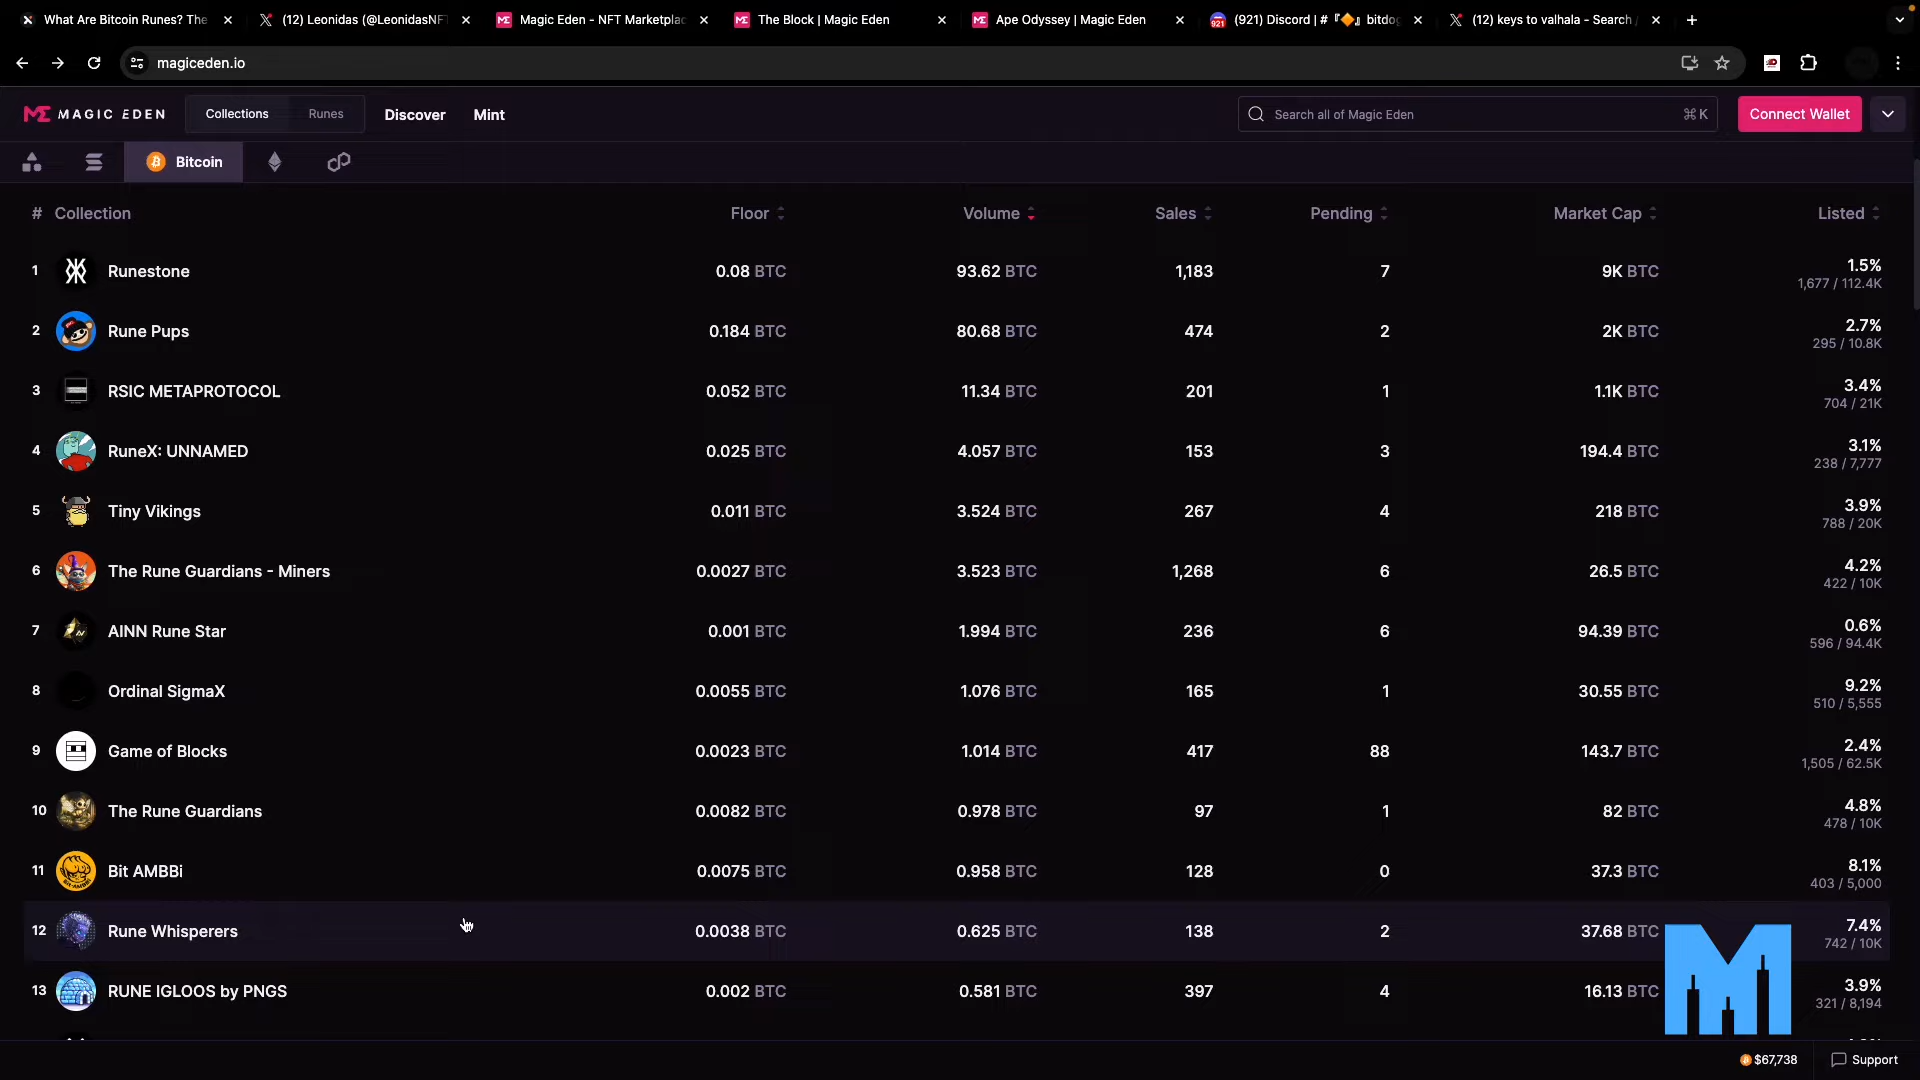 What Are Bitcoin Runes? The
(12) Leonidas (@LeonidasNF
Magic Eden - NFT Marketplac
The Block | Magic Eden
Ape Odyssey | Magic Eden
(921) Discord | #『🔶』bitdog
(12) keys to valhala - Search /
magiceden.io
MAGIC EDEN
Collections
Runes
Discover
Mint
Search all of Magic Eden
⌘K
Connect Wallet
Bitcoin
# Collection Floor Volume Sales Pending Market Cap Listed
1 Runestone 0.08 BTC 93.62 BTC 1,183 7 9K BTC 1.5%
1,677 / 112.4K
2 Rune Pups 0.184 BTC 80.68 BTC 474 2 2K BTC 2.7%
295 / 10.8K
3 RSIC METAPROTOCOL 0.052 BTC 11.34 BTC 201 1 1.1K BTC 3.4%
704 / 21K
4 RuneX: UNNAMED 0.025 BTC 4.057 BTC 153 3 194.4 BTC 3.1%
238 / 7,777
5 Tiny Vikings 0.011 BTC 3.524 BTC 267 4 218 BTC 3.9%
788 / 20K
6 The Rune Guardians - Miners 0.0027 BTC 3.523 BTC 1,268 6 26.5 BTC 4.2%
422 / 10K
7 AINN Rune Star 0.001 BTC 1.994 BTC 236 6 94.39 BTC 0.6%
596 / 94.4K
8 Ordinal SigmaX 0.0055 BTC 1.076 BTC 165 1 30.55 BTC 9.2%
510 / 5,555
9 Game of Blocks 0.0023 BTC 1.014 BTC 417 88 143.7 BTC 2.4%
1,505 / 62.5K
10 The Rune Guardians 0.0082 BTC 0.978 BTC 97 1 82 BTC 4.8%
478 / 10K
11 Bit AMBBi 0.0075 BTC 0.958 BTC 128 0 37.3 BTC 8.1%
403 / 5,000
12 Rune Whisperers 0.0038 BTC 0.625 BTC 138 2 37.68 BTC 7.4%
742 / 10K
13 RUNE IGLOOS by PNGS 0.002 BTC 0.581 BTC 397 4 16.13 BTC 3.9%
321 / 8,194
$67,738
Support